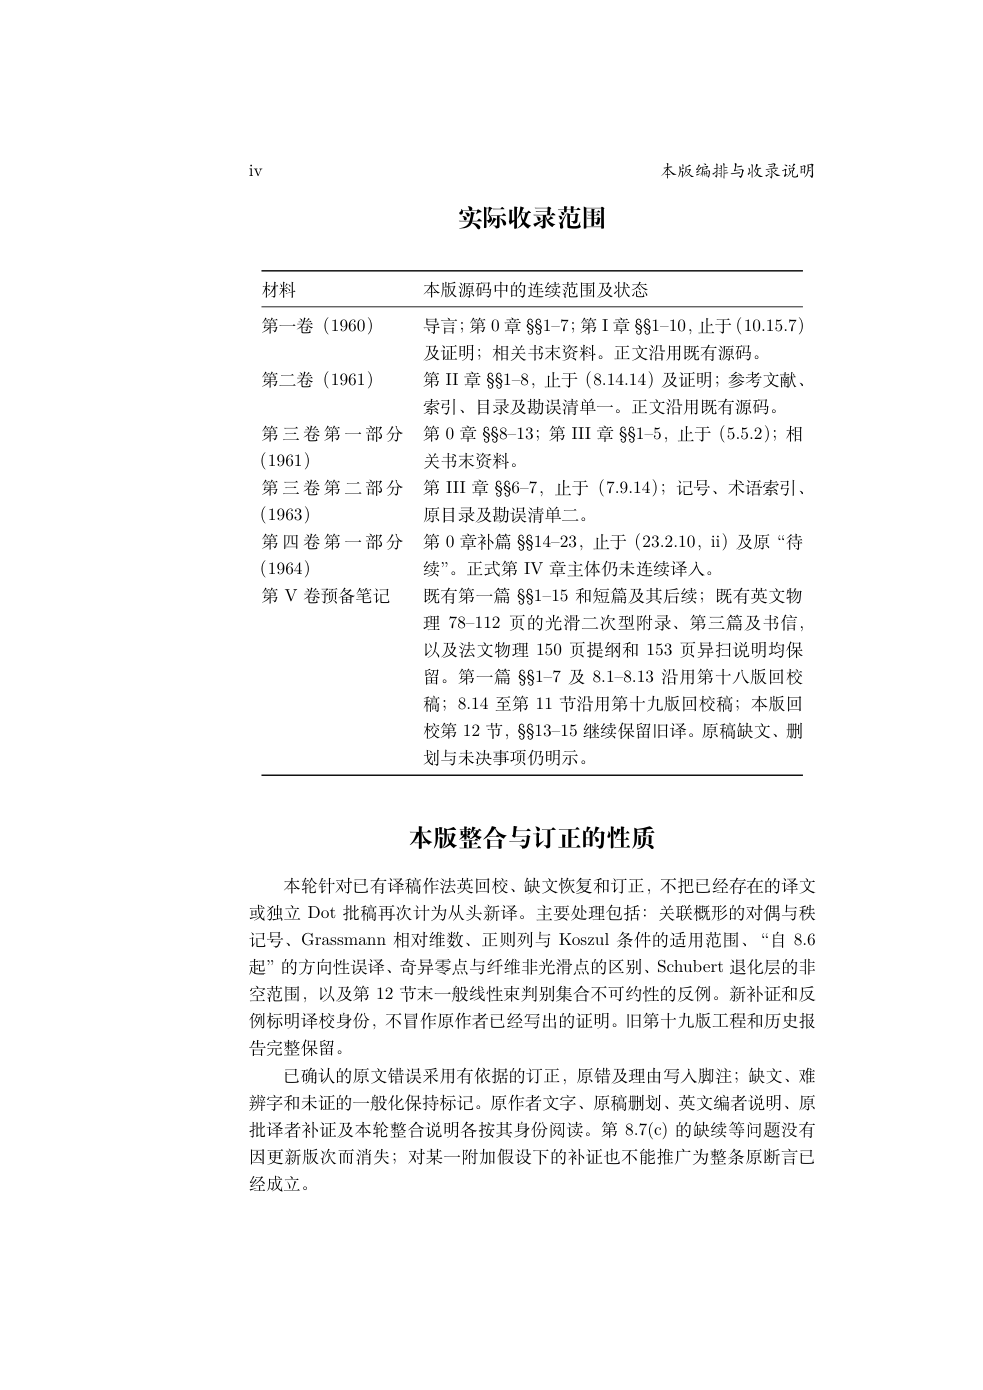 iv 本版编排与收录说明
实际收录范围
材料 本版源码中的连续范围及状态
第一卷（1960） 导言；第 0 章 §§1–7；第 I 章 §§1–10，止于（10.15.7）
及证明；相关书末资料。正文沿用既有源码。
第二卷（1961） 第 II 章 §§1–8，止于（8.14.14）及证明；参考文献、
索引、目录及勘误清单一。正文沿用既有源码。
第三卷第一部分 第 0 章 §§8–13；第 III 章 §§1–5，止于（5.5.2）；相
（1961） 关书末资料。
第三卷第二部分 第 III 章 §§6–7，止于（7.9.14）；记号、术语索引、
（1963） 原目录及勘误清单二。
第四卷第一部分 第 0 章补篇 §§14–23，止于（23.2.10，ii）及原“待
（1964） 续”。正式第 IV 章主体仍未连续译入。
第 V 卷预备笔记 既有第一篇 §§1–15 和短篇及其后续；既有英文物
理 78–112 页的光滑二次型附录、第三篇及书信，
以及法文物理 150 页提纲和 153 页异扫说明均保
留。第一篇 §§1–7 及 8.1–8.13 沿用第十八版回校
稿；8.14 至第 11 节沿用第十九版回校稿；本版回
校第 12 节，§§13–15 继续保留旧译。原稿缺文、删
划与未决事项仍明示。
本版整合与订正的性质
本轮针对已有译稿作法英回校、缺文恢复和订正，不把已经存在的译文
或独立 Dot 批稿再次计为从头新译。主要处理包括：关联概形的对偶与秩
记号、Grassmann 相对维数、正则列与 Koszul 条件的适用范围、“自 8.6
起”的方向性误译、奇异零点与纤维非光滑点的区别、Schubert 退化层的非
空范围，以及第 12 节末一般线性束判别集合不可约性的反例。新补证和反
例标明译校身份，不冒作原作者已经写出的证明。旧第十九版工程和历史报
告完整保留。
已确认的原文错误采用有依据的订正，原错及理由写入脚注；缺文、难
辨字和未证的一般化保持标记。原作者文字、原稿删划、英文编者说明、原
批译者补证及本轮整合说明各按其身份阅读。第 8.7(c) 的缺续等问题没有
因更新版次而消失；对某一附加假设下的补证也不能推广为整条原断言已
经成立。